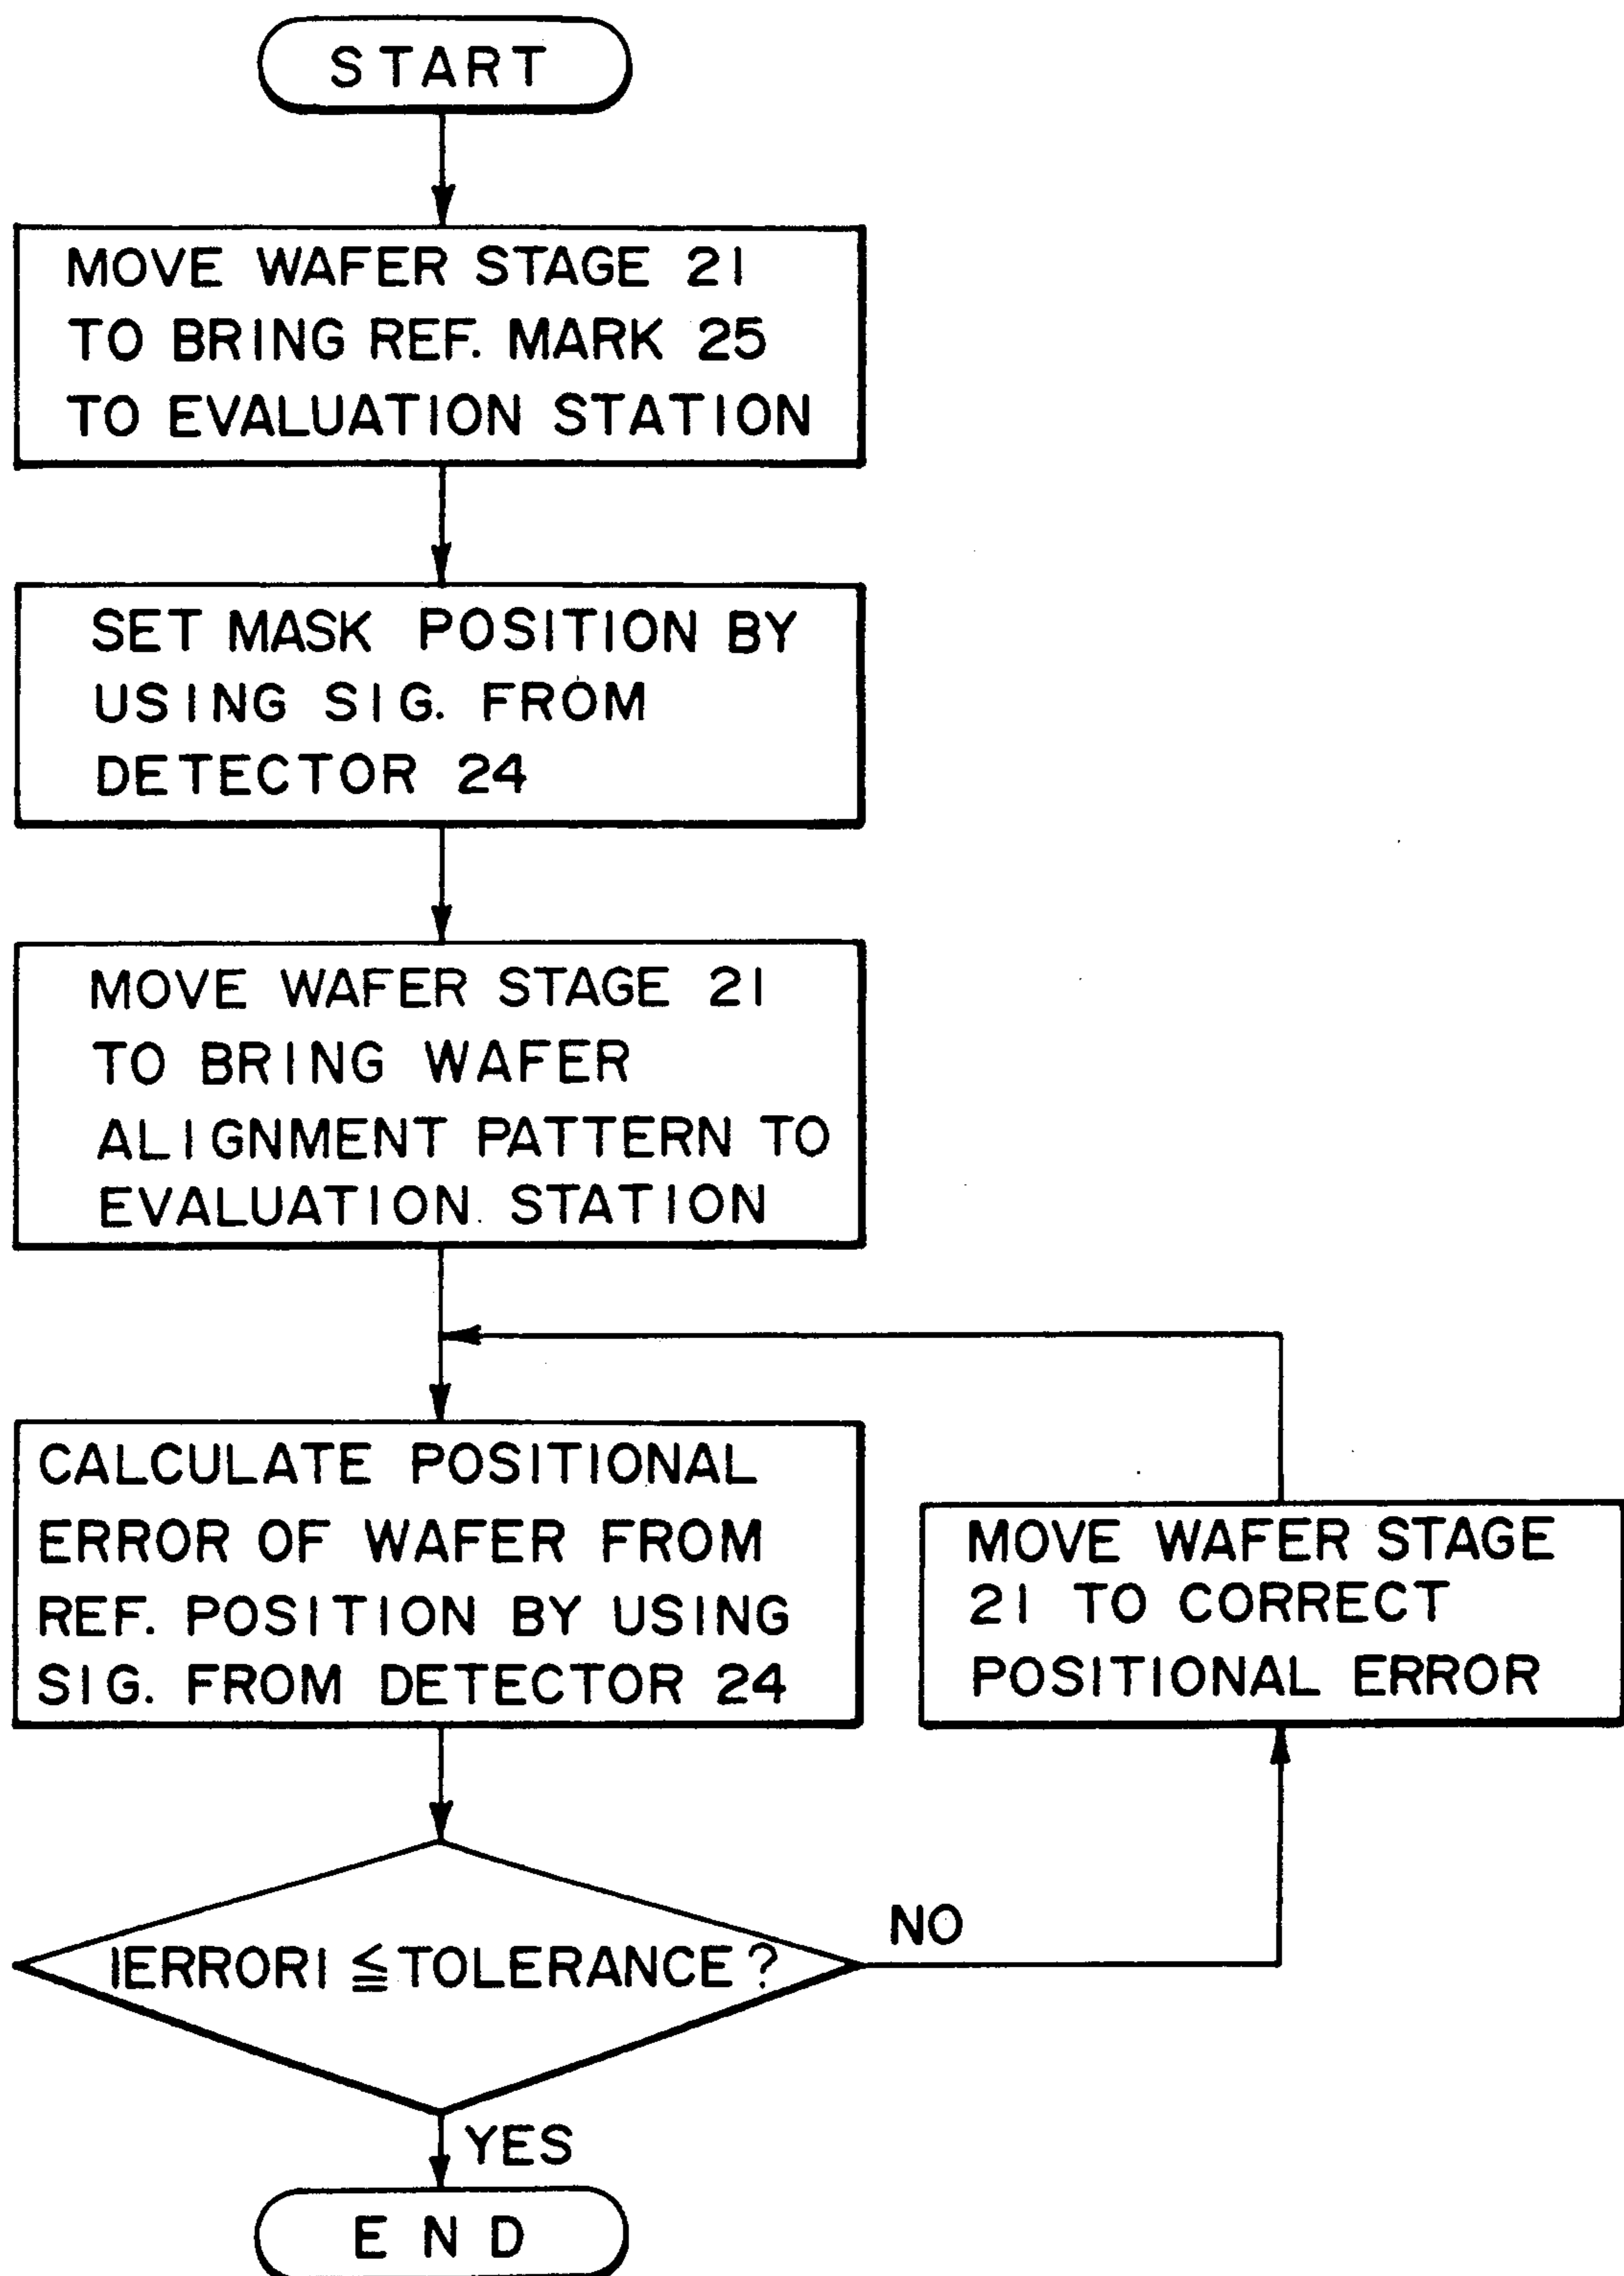 START
MOVE WAFER STAGE 21
TO BRING REF. MARK 25
TO EVALUATION STATION
SET MASK POSITION BY
USING SIG. FROM
DETECTOR 24
MOVE WAFER STAGE 21
TO BRING WAFER
ALIGNMENT PATTERN TO
EVALUATION STATION
CALCULATE POSITIONAL
ERROR OF WAFER FROM
REF. POSITION BY USING
SIG. FROM DETECTOR 24
MOVE WAFER STAGE
21 TO CORRECT
POSITIONAL ERROR
|ERROR| ≦ TOLERANCE?
NO
YES
END